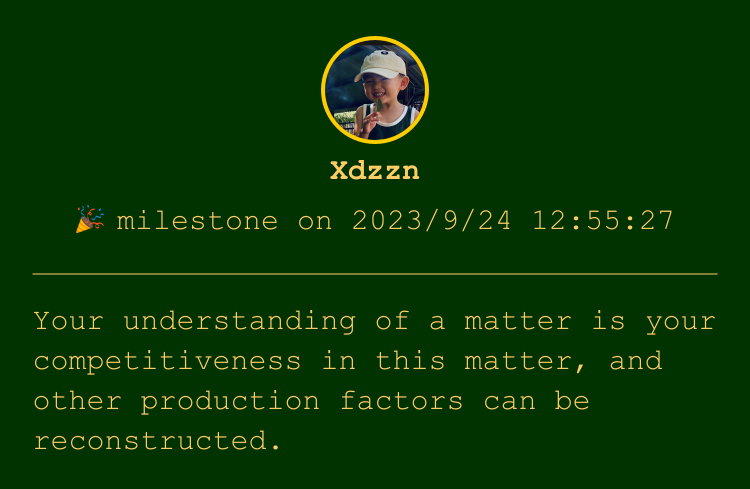 Xdzzn
🎉 milestone on 2023/9/24 12:55:27
Your understanding of a matter is your
competitiveness in this matter, and
other production factors can be
reconstructed.